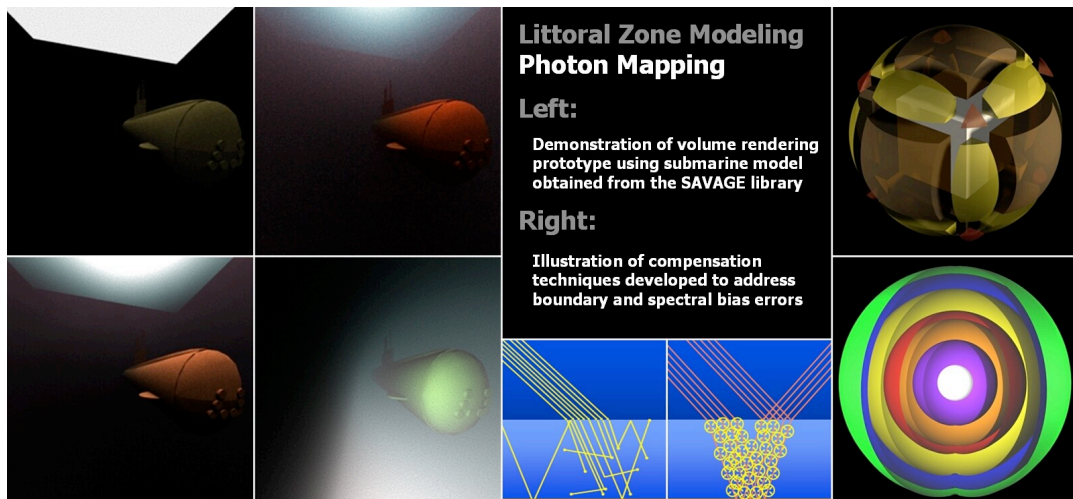 Littoral Zone Modeling
Photon Mapping
Left:
Demonstration of volume rendering
prototype using submarine model
obtained from the SAVAGE library
Right:
Illustration of compensation
techniques developed to address
boundary and spectral bias errors